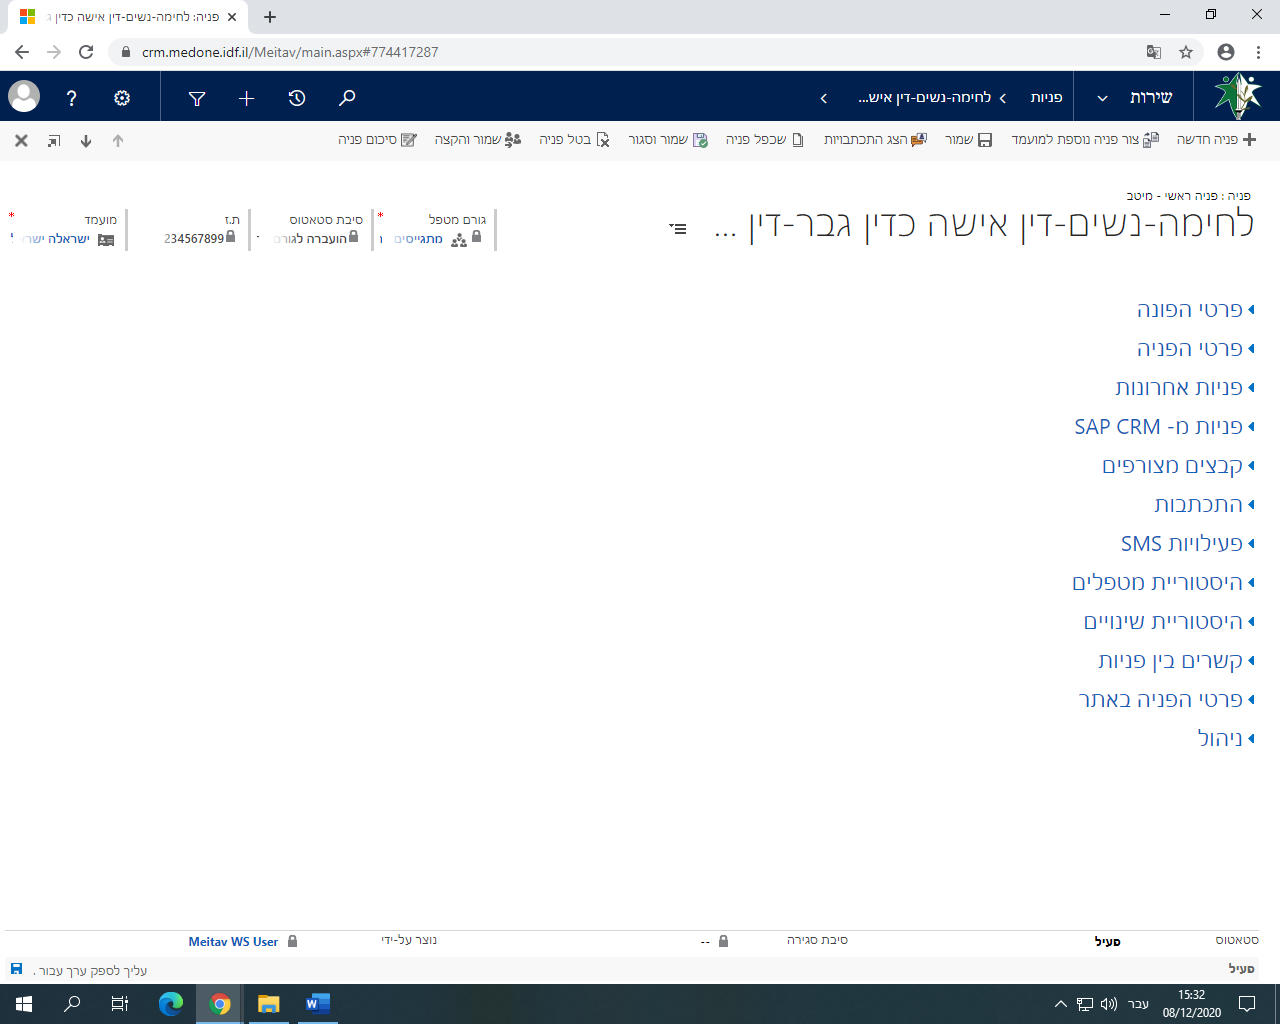 פניה: לחימה-נשים-דין אישה כדין ג
crm.medone.idf.il/Meitav/main.aspx#774417287
שירות
פניות
לחימה-נשים-דין איש...
פניה חדשה
צור פניה נוספת למועמד
שמור
הצג התכתבויות
שכפל פניה
שמור וסגור
בטל פניה
שמור והקצה
סיכום פניה
פניה : פניה ראשי - מיטב
לחימה-נשים-דין אישה כדין גבר-דין ...
גורם מטפל
מתגייסים
סיבת סטאטוס
הועברה לגורם
ת.ז
234567899
מועמד
ישראלה ישרא
פרטי הפונה
פרטי הפניה
פניות אחרונות
פניות מ- SAP CRM
קבצים מצורפים
התכתבות
פעילויות SMS
היסטוריית מטפלים
היסטוריית שינויים
קשרים בין פניות
פרטי הפניה באתר
ניהול
סטאטוס
פעיל
סיבת סגירה
--
נוצר על-ידי
Meitav WS User
פעיל
עליך לספק ערך עבור .
עבר
15:32
08/12/2020